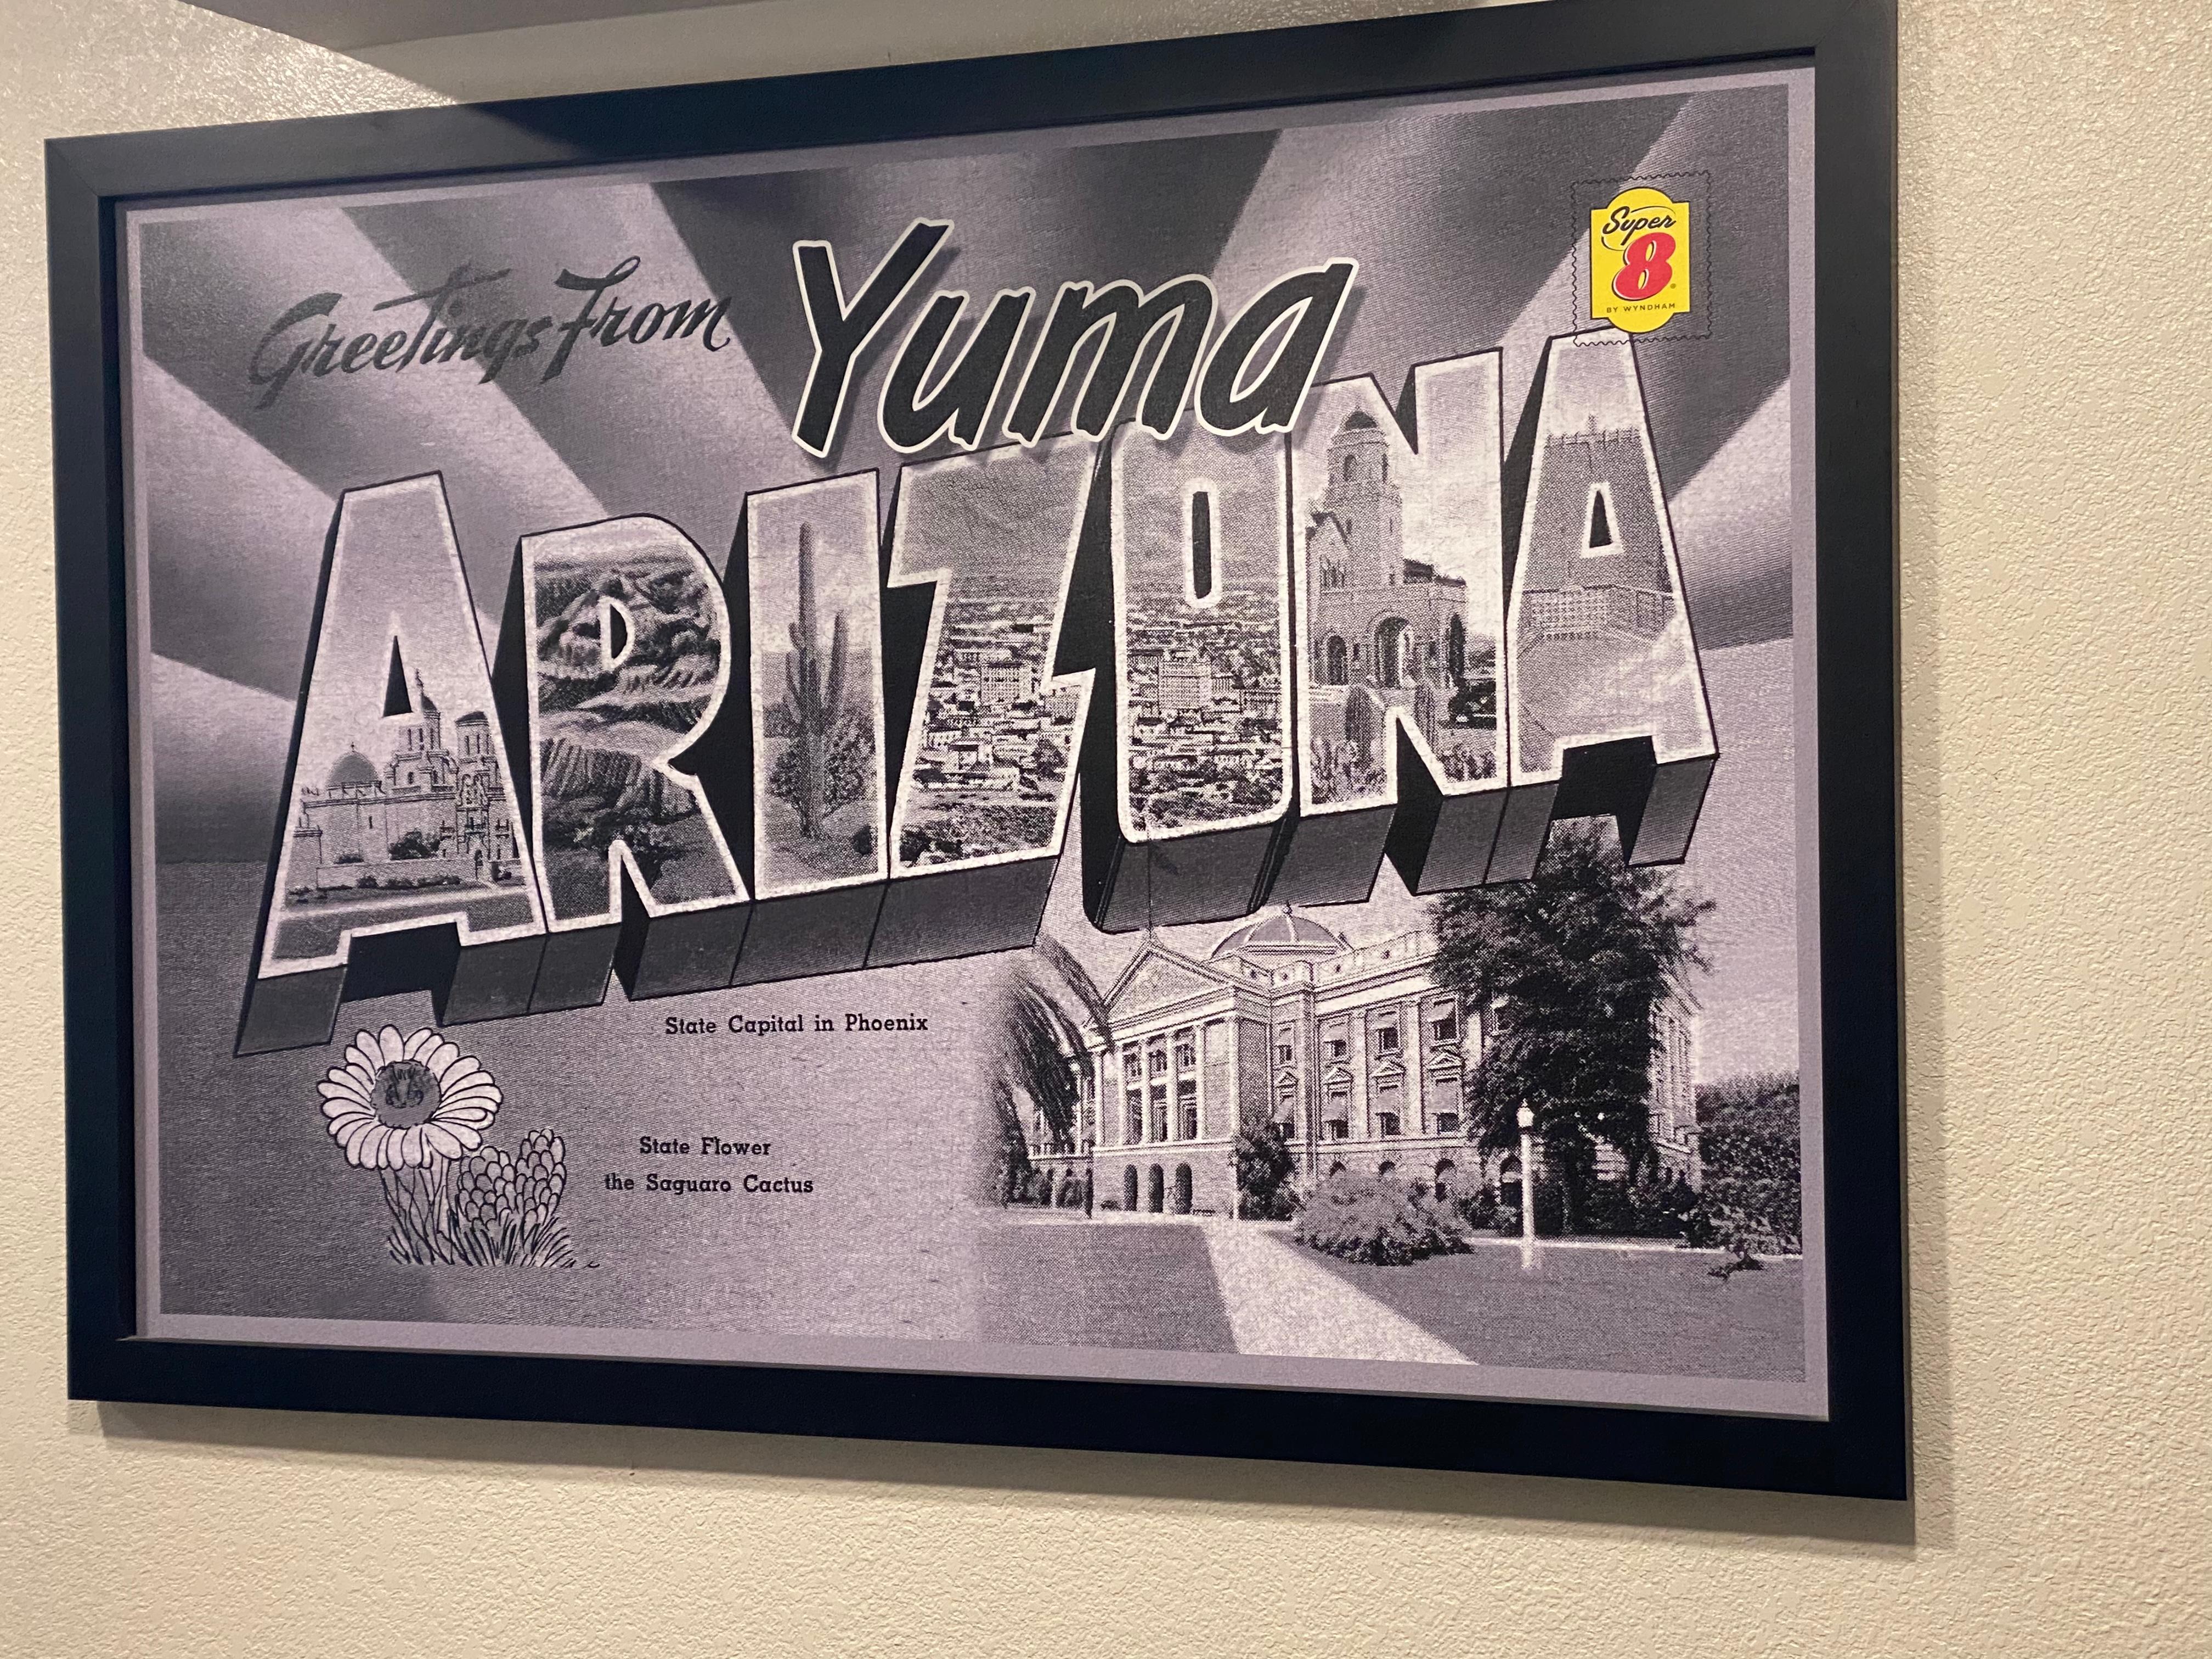 Greetings From
Yuma
ARIZONA
Super
8
BY WYNDHAM
State Capital in Phoenix
State Flower
the Saguaro Cactus